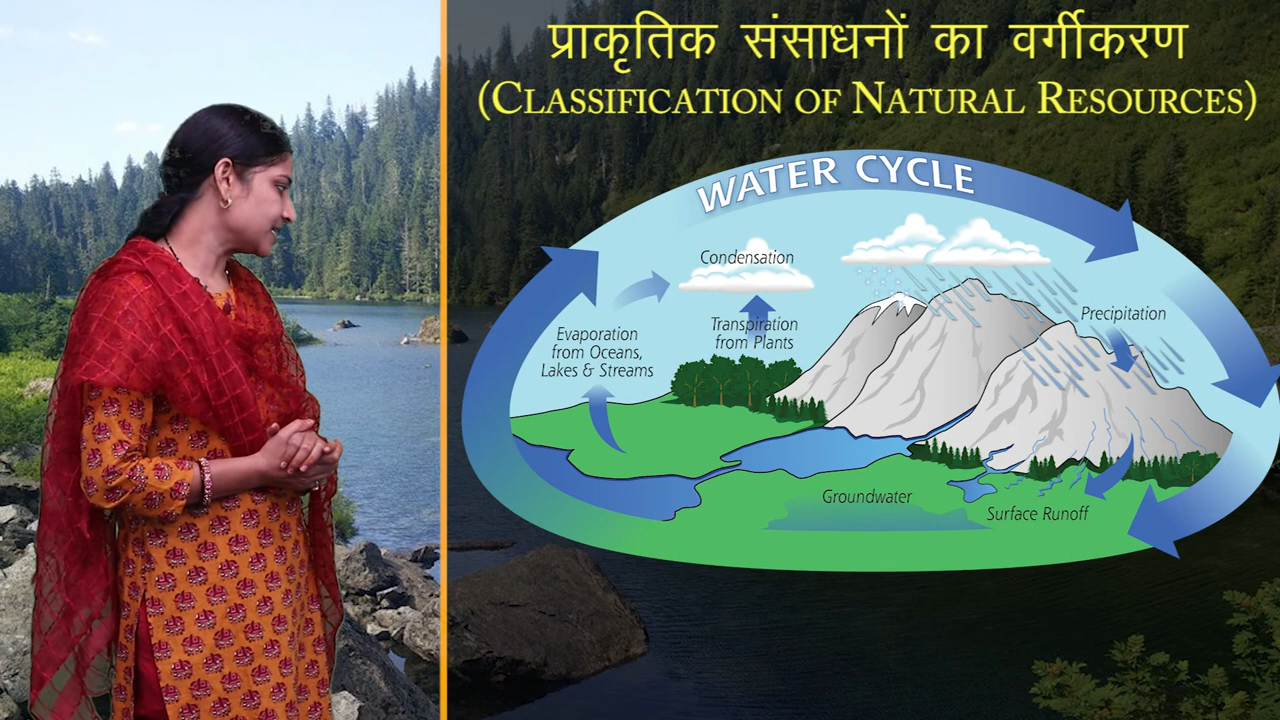 प्राकृतिक संसाधनों का वर्गीकरण
(CLASSIFICATION OF NATURAL RESOURCES)
WATER CYCLE
Condensation
Precipitation
Evaporation
from Oceans,
Lakes & Streams
Transpiration
from Plants
Groundwater
Surface Runoff